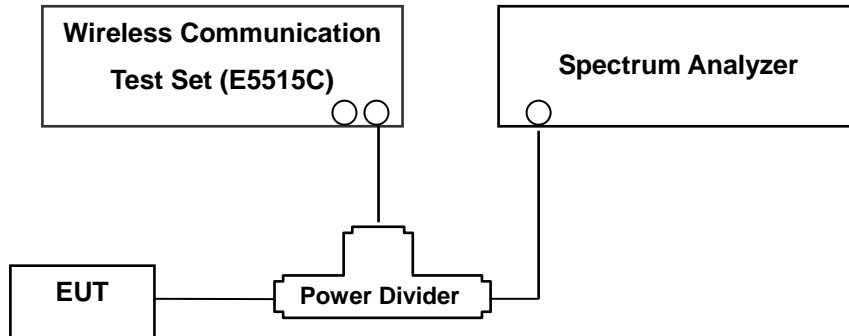 Wireless Communication
Test Set (E5515C)
Spectrum Analyzer
EUT
Power Divider